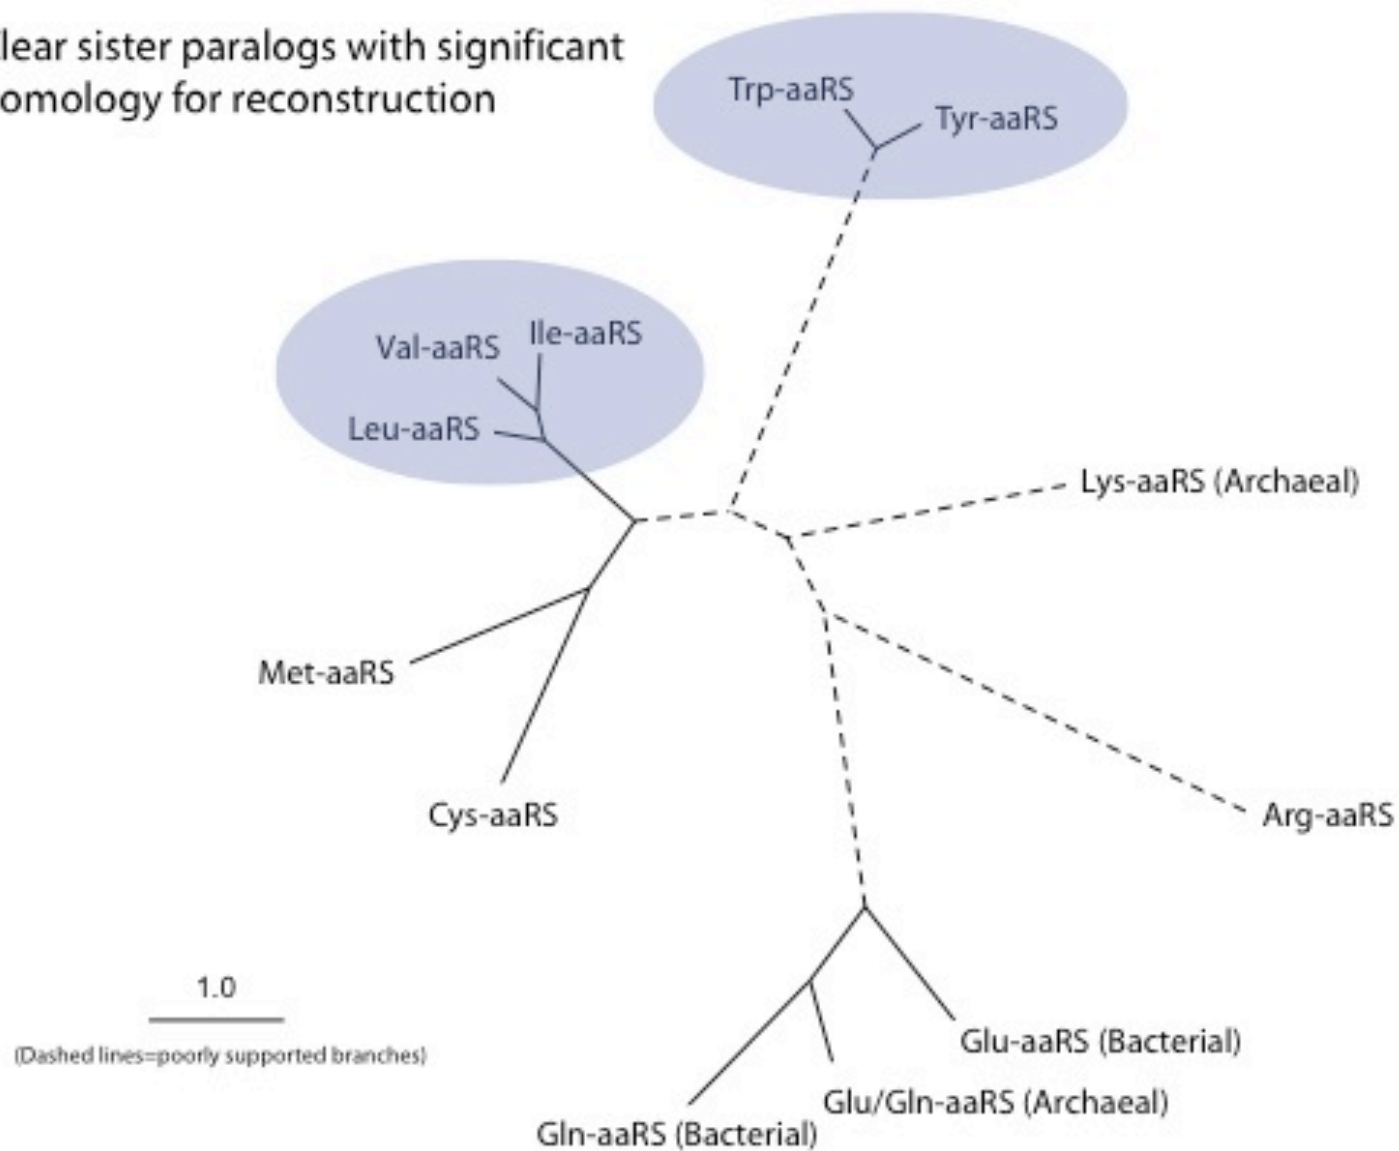 lear sister paralogs with significant
omology for reconstruction
Trp-aaRS
Tyr-aaRS
Val-aaRS
Ile-aaRS
Leu-aaRS
Lys-aaRS (Archaeal)
Met-aaRS
Cys-aaRS
Arg-aaRS
1.0
(Dashed lines=poorly supported branches)
Glu-aaRS (Bacterial)
Glu/Gln-aaRS (Archaeal)
Gln-aaRS (Bacterial)